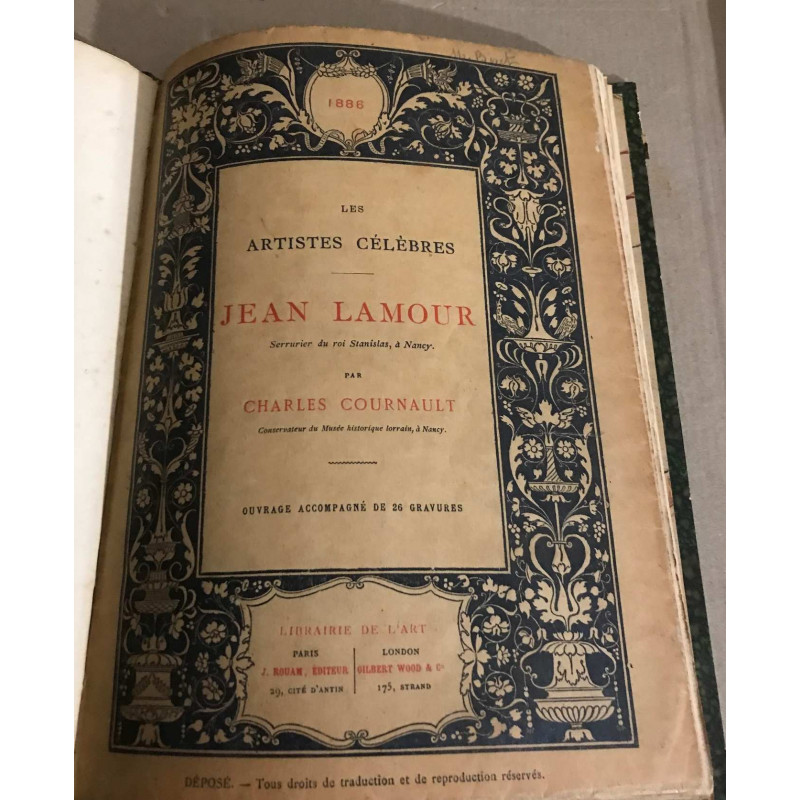 1886
LES
ARTISTES CÉLÈBRES
JEAN LAMOUR
Serrurier du roi Stanislas, à Nancy.
PAR
CHARLES COURNAULT
Conservateur du Musée historique lorrain, à Nancy.
OUVRAGE ACCOMPAGNÉ DE 26 GRAVURES
LIBRAIRIE DE L'ART
PARIS
J. ROUAM, ÉDITEUR
29, CITÉ D'ANTIN
LONDON
GILBERT WOOD & Co
175, STRAND
DÉPOSÉ. — Tous droits de traduction et de reproduction réservés.